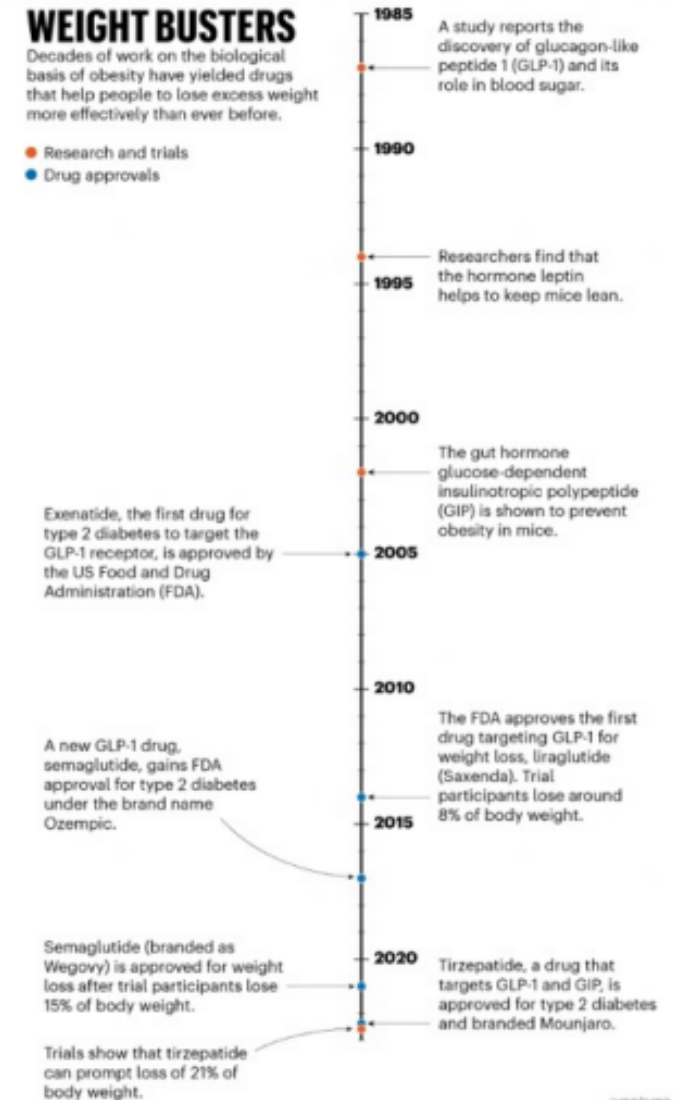 WEIGHT BUSTERS
Decades of work on the biological
basis of obesity have yielded drugs
that help people to lose excess weight
more effectively than ever before.
Research and trials
Drug approvals
1985
A study reports the
discovery of glucagon-like
peptide 1 (GLP-1) and its
role in blood sugar.
1990
Researchers find that
the hormone leptin
helps to keep mice lean.
1995
2000
The gut hormone
glucose-dependent
insulinotropic polypeptide
(GIP) is shown to prevent
obesity in mice.
Exenatide, the first drug for
type 2 diabetes to target the
GLP-1 receptor, is approved by
the US Food and Drug
Administration (FDA).
2005
2010
The FDA approves the first
drug targeting GLP-1 for
weight loss, liraglutide
(Saxenda). Trial
participants lose around
8% of body weight.
A new GLP-1 drug,
semaglutide, gains FDA
approval for type 2 diabetes
under the brand name
Ozempic.
2015
Semaglutide (branded as
Wegovy) is approved for weight
loss after trial participants lose
15% of body weight.
2020
Tirzepatide, a drug that
targets GLP-1 and GIP, is
approved for type 2 diabetes
and branded Mounjaro.
Trials show that tirzepatide
can prompt loss of 21% of
body weight.